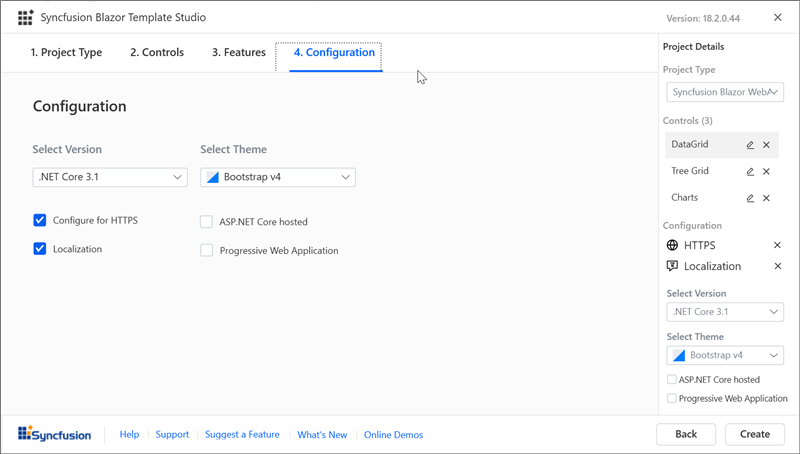 Syncfusion Blazor Template Studio
Version: 18.2.0.44
1. Project Type
2. Controls
3. Features
4. Configuration
Configuration
Select Version
Select Theme
.NET Core 3.1
Bootstrap v4
Configure for HTTPS
ASP.NET Core hosted
Localization
Progressive Web Application
Project Details
Project Type
Syncfusion Blazor WebA
Controls (3)
DataGrid
Tree Grid
Charts
Configuration
HTTPS
Localization
Select Version
.NET Core 3.1
Select Theme
Bootstrap v4
ASP.NET Core hosted
Progressive Web Application
Syncfusion
Help
Support
Suggest a Feature
What's New
Online Demos
Back
Create